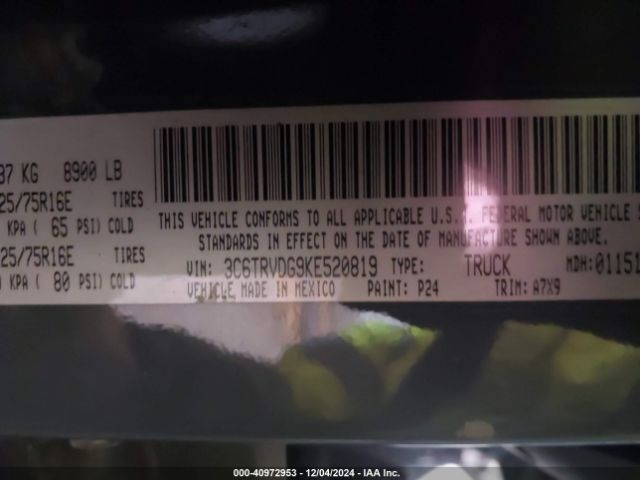 37 KG 8900 LB
25/75R16E TIRES
KPA ( 65 PSI) COLD
25/75R16E TIRES
KPA ( 80 PSI) COLD
THIS VEHICLE CONFORMS TO ALL APPLICABLE U.S.A. FEDERAL MOTOR VEHICLE
STANDARDS IN EFFECT ON THE DATE OF MANUFACTURE SHOWN ABOVE.
VIN: 3C6TRVDG9KE520819 TYPE: TRUCK MDH: 01151
VEHICLE MADE IN MEXICO PAINT: P24 TRIM: A7X9
000-40972953 - 12/04/2024 - IAA Inc.